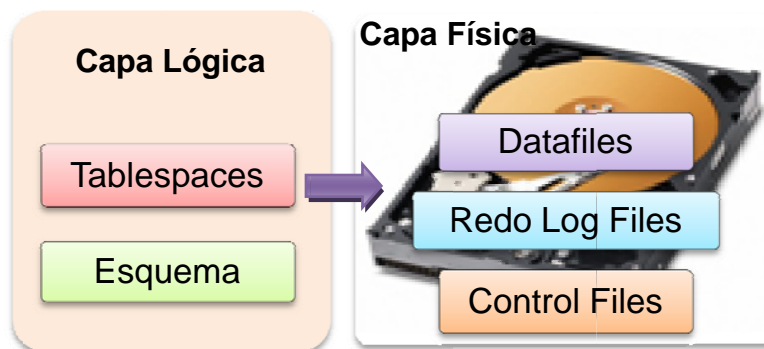 Capa Lógica
Tablespaces
Esquema
Capa Física
Datafiles
Redo Log Files
Control Files